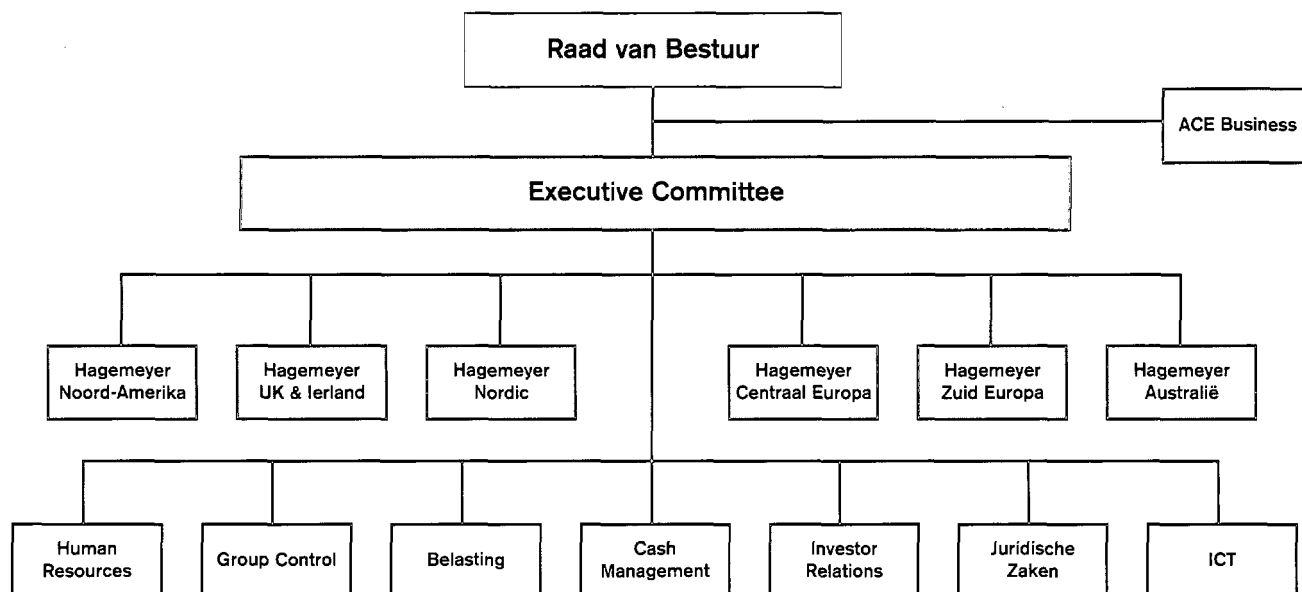 Raad van Bestuur
ACE Business
Executive Committee
Hagemeyer
Noord-Amerika
Hagemeyer
UK & Ierland
Hagemeyer
Nordic
Hagemeyer
Centraal Europa
Hagemeyer
Zuid Europa
Hagemeyer
Australië
Human
Resources
Group Control
Belasting
Cash
Management
Investor
Relations
Juridische
Zaken
ICT